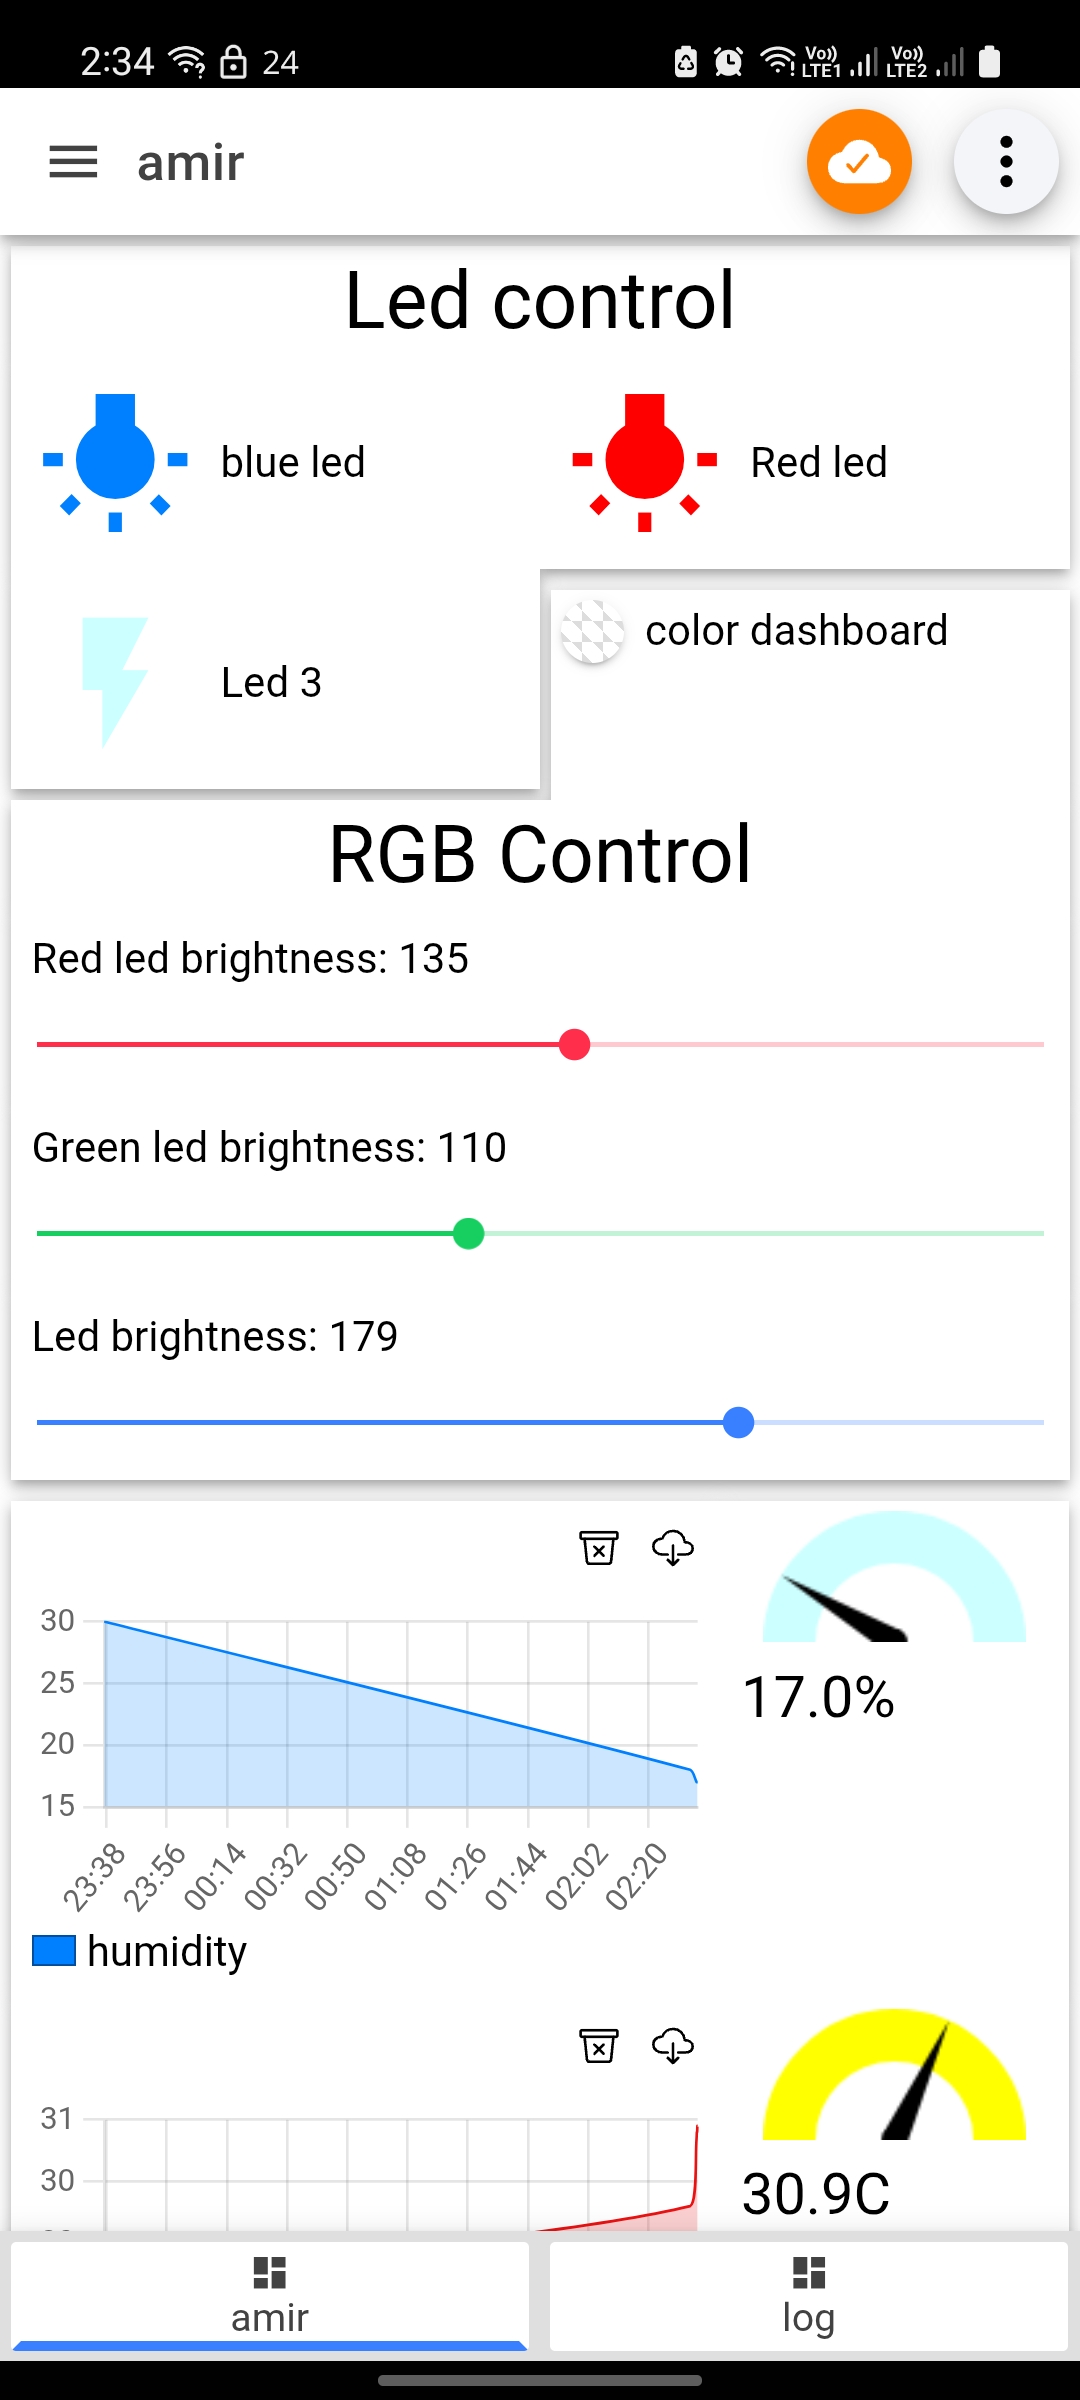 2:34 24 Vo)) LTE1 Vo)) LTE2
amir
Led control
blue led
Red led
Led 3
color dashboard
RGB Control
Red led brightness: 135
Green led brightness: 110
Led brightness: 179
30
25
20
15
23:38 23:56 00:14 00:32 00:50 01:08 01:26 01:44 02:02 02:20
humidity
17.0%
31
30
30.9C
amir
log